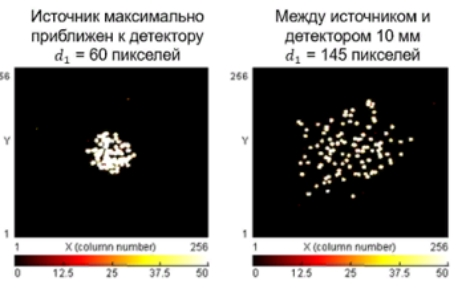 Источник максимально
приближен к детектору
d₁ = 60 пикселей
56
Y
1
1 X (column number) 256
0 12.5 25 37.5 50
Между источником и
детектором 10 мм
d₁ = 145 пикселей
266
Y
1
1 X (column number) 256
0 12.5 25 37.5 50